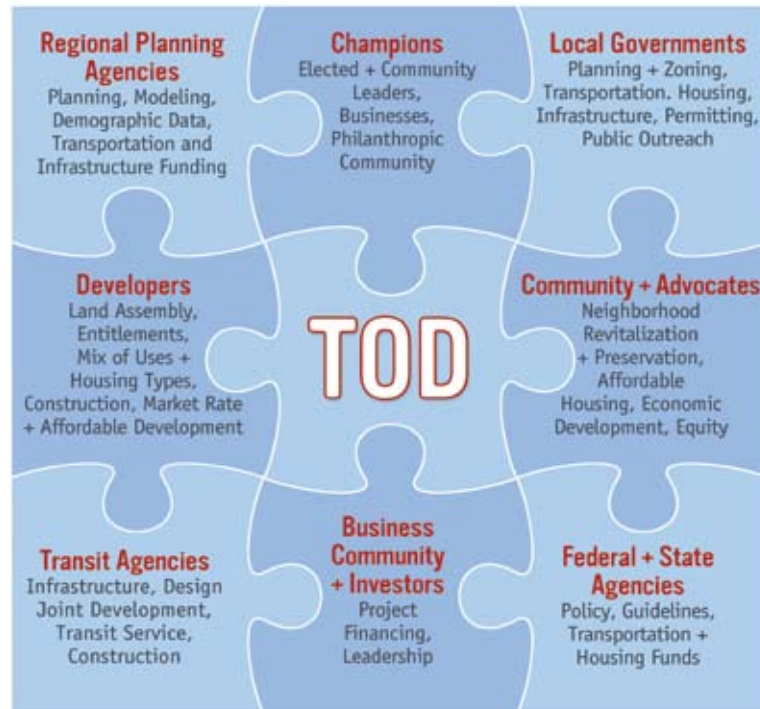 Regional Planning
Agencies
Planning, Modeling,
Demographic Data,
Transportation and
Infrastructure Funding
Champions
Elected + Community
Leaders,
Businesses,
Philanthropic
Community
Local Governments
Planning + Zoning,
Transportation. Housing,
Infrastructure, Permitting,
Public Outreach
Developers
Land Assembly,
Entitlements,
Mix of Uses +
Housing Types,
Construction, Market Rate
+ Affordable Development
TOD
Community + Advocates
Neighborhood
Revitalization
+ Preservation,
Affordable
Housing, Economic
Development, Equity
Transit Agencies
Infrastructure, Design
Joint Development,
Transit Service,
Construction
Business
Community
+ Investors
Project
Financing,
Leadership
Federal + State
Agencies
Policy, Guidelines,
Transportation +
Housing Funds